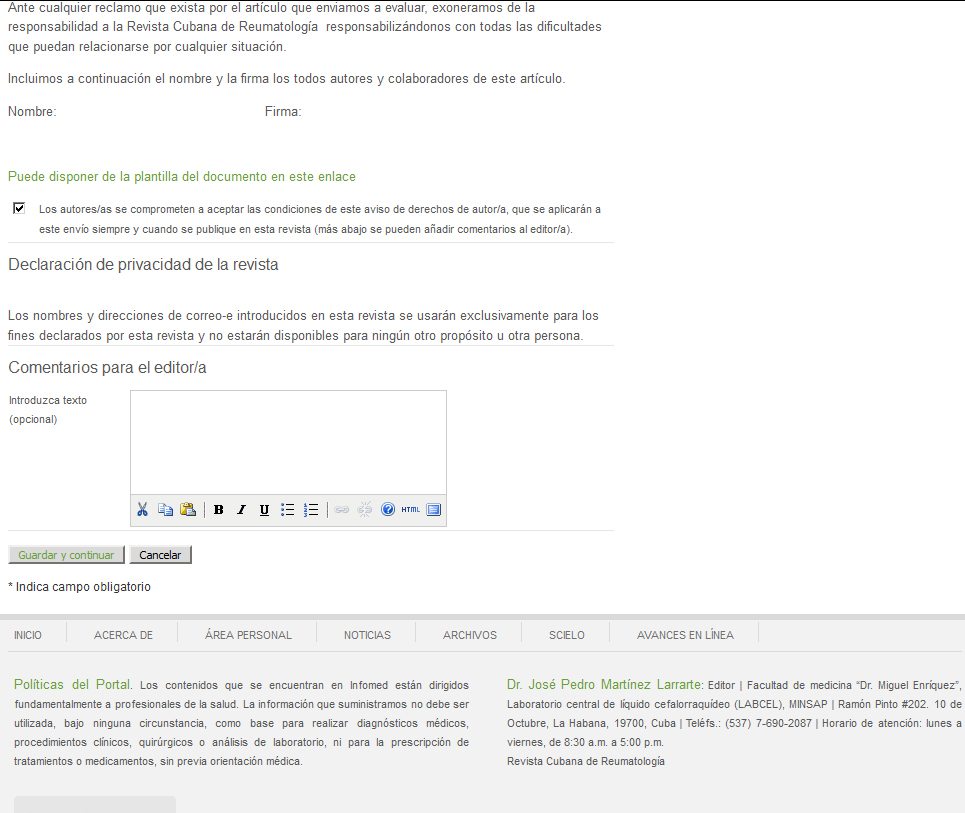 Ante cualquier reclamo que exista por el artículo que enviamos a evaluar, exoneramos de la
responsabilidad a la Revista Cubana de Reumatología  responsabilizándonos con todas las dificultades
que puedan relacionarse por cualquier situación.
Incluimos a continuación el nombre y la firma los todos autores y colaboradores de este artículo.
Nombre: Firma:
Puede disponer de la plantilla del documento en este enlace
Los autores/as se comprometen a aceptar las condiciones de este aviso de derechos de autor/a, que se aplicarán a
este envío siempre y cuando se publique en esta revista (más abajo se pueden añadir comentarios al editor/a).
Declaración de privacidad de la revista
Los nombres y direcciones de correo-e introducidos en esta revista se usarán exclusivamente para los
fines declarados por esta revista y no estarán disponibles para ningún otro propósito u otra persona.
Comentarios para el editor/a
Introduzca texto
(opcional)
B I U HTML
Guardar y continuar Cancelar
* Indica campo obligatorio
INICIO ACERCA DE ÁREA PERSONAL NOTICIAS ARCHIVOS SCIELO AVANCES EN LÍNEA
Políticas del Portal. Los contenidos que se encuentran en Infomed están dirigidos
fundamentalmente a profesionales de la salud. La información que suministramos no debe ser
utilizada, bajo ninguna circunstancia, como base para realizar diagnósticos médicos,
procedimientos clínicos, quirúrgicos o análisis de laboratorio, ni para la prescripción de
tratamientos o medicamentos, sin previa orientación médica.
Dr. José Pedro Martínez Larrarte: Editor | Facultad de medicina “Dr. Miguel Enríquez”,
Laboratorio central de líquido cefalorraquídeo (LABCEL), MINSAP | Ramón Pinto #202. 10 de
Octubre, La Habana, 19700, Cuba | Teléfs.: (537) 7-690-2087 | Horario de atención: lunes a
viernes, de 8:30 a.m. a 5:00 p.m.
Revista Cubana de Reumatología